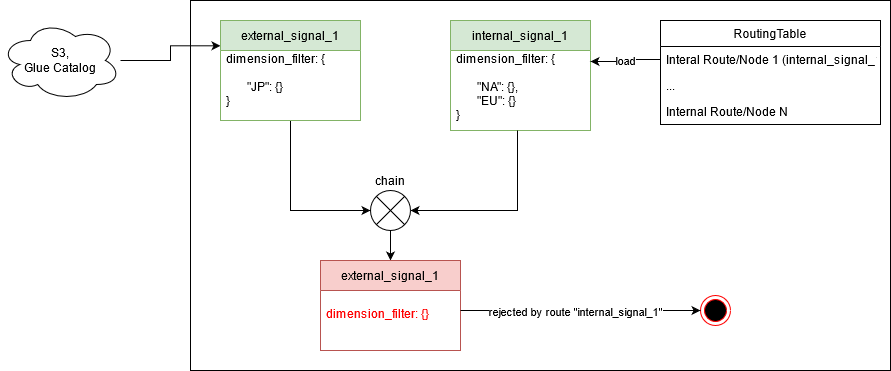 S3,
Glue Catalog
external_signal_1
dimension_filter: {
"JP": {}
}
internal_signal_1
dimension_filter: {
"NA": {},
"EU": {}
}
load
RoutingTable
Interal Route/Node 1 (internal_signal_
...
Internal Route/Node N
chain
external_signal_1
dimension_filter: {}
rejected by route "internal_signal_1"